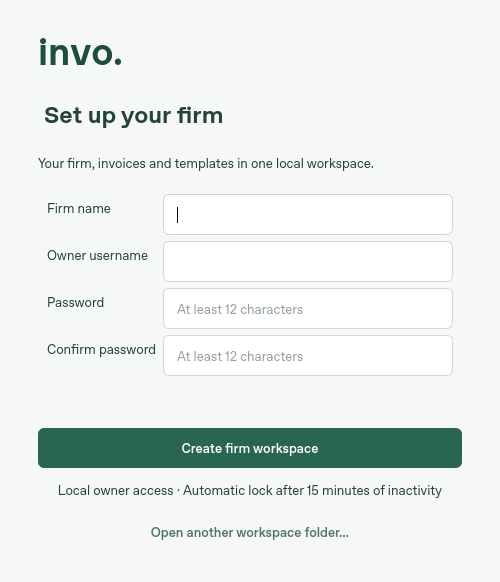 invo.
Set up your firm
Your firm, invoices and templates in one local workspace.
Firm name
Owner username
Password
At least 12 characters
Confirm password
At least 12 characters
Create firm workspace
Local owner access · Automatic lock after 15 minutes of inactivity
Open another workspace folder...